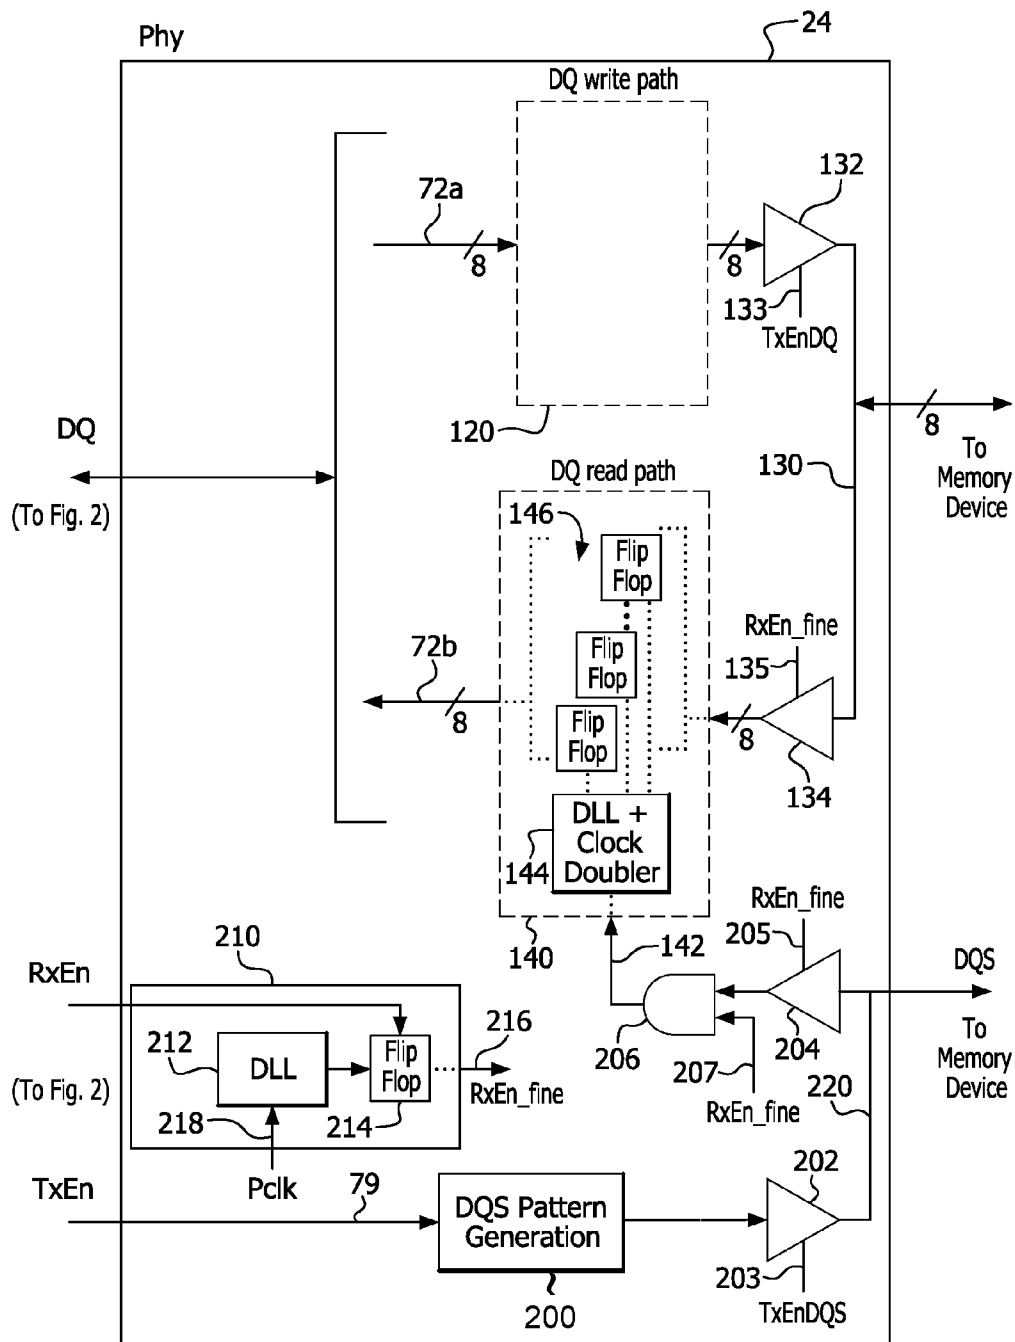 24
Phy
DQ write path
72a
8
8
132
133
TxEnDQ
120
8
DQ
(To Fig. 2)
130
To
Memory
Device
DQ read path
146
Flip
Flop
Flip
Flop
Flip
Flop
72b
8
RxEn_fine
135
8
134
DLL +
Clock
Doubler
144
140
142
RxEn_fine
205
204
DQS
To
Memory
Device
206
207
RxEn_fine
220
210
RxEn
212
DLL
Flip
Flop
216
RxEn_fine
(To Fig. 2)
218
214
Pclk
TxEn
79
DQS Pattern
Generation
200
202
203
TxEnDQS